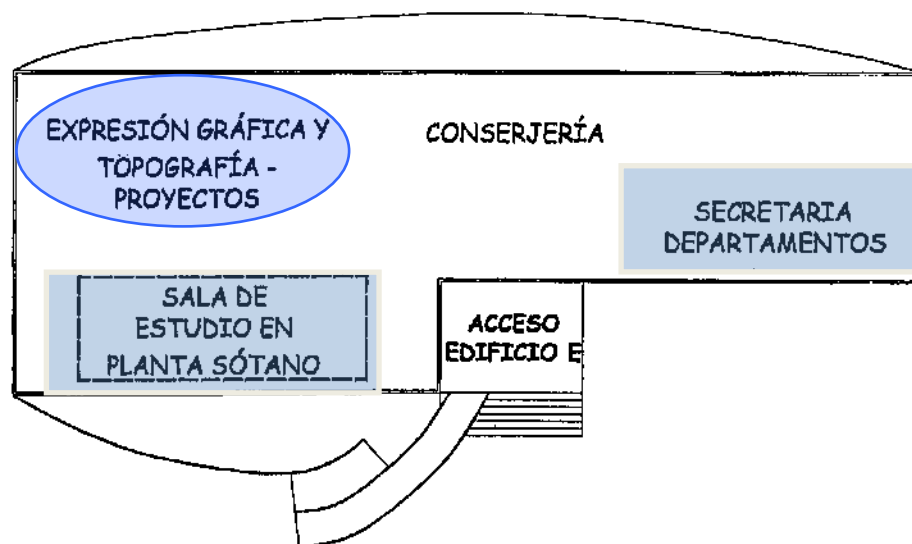 EXPRESIÓN GRÁFICA Y
TOPOGRAFÍA -
PROYECTOS
CONSERJERÍA
SECRETARIA
DEPARTAMENTOS
SALA DE
ESTUDIO EN
PLANTA SÓTANO
ACCESO
EDIFICIO E